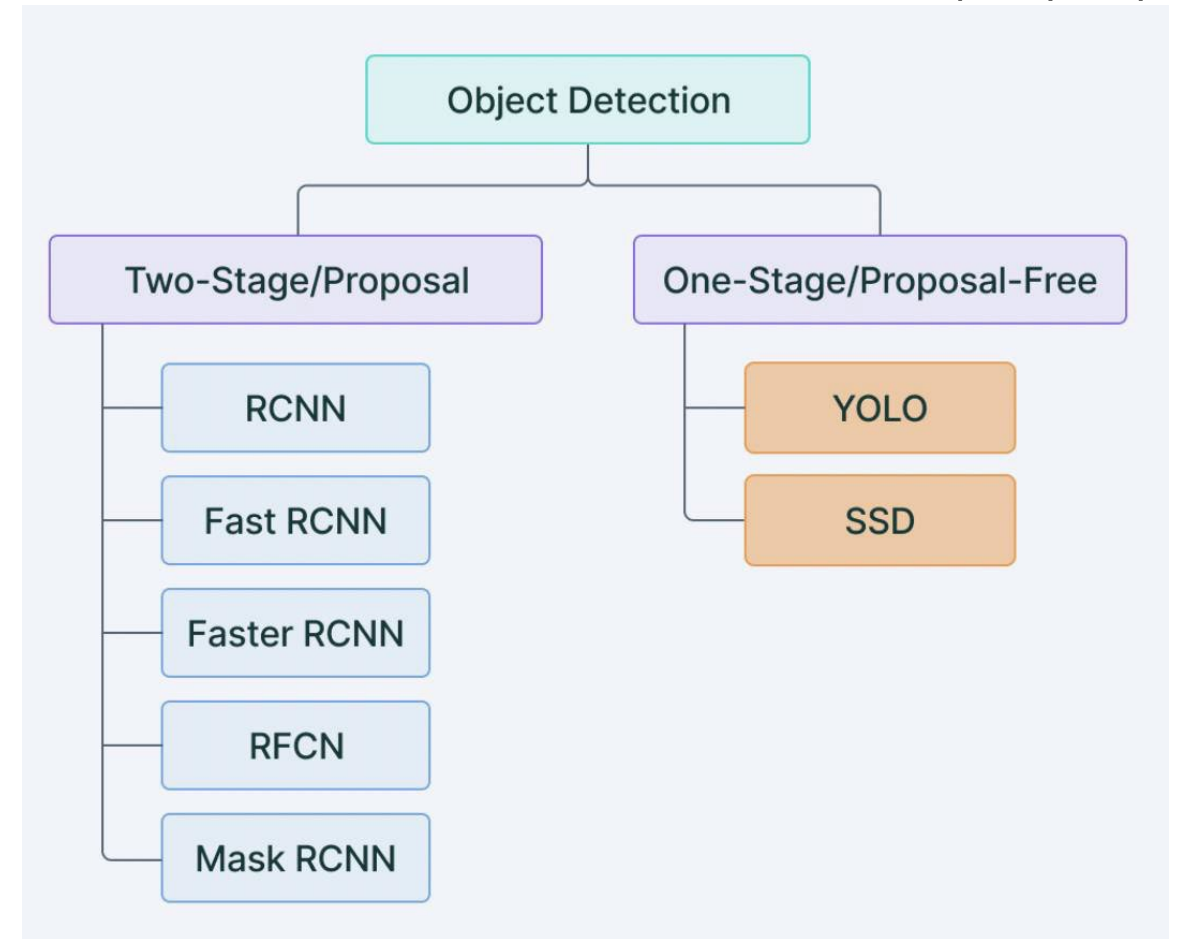 Object Detection
Two-Stage/Proposal
RCNN
Fast RCNN
Faster RCNN
RFCN
Mask RCNN
One-Stage/Proposal-Free
YOLO
SSD